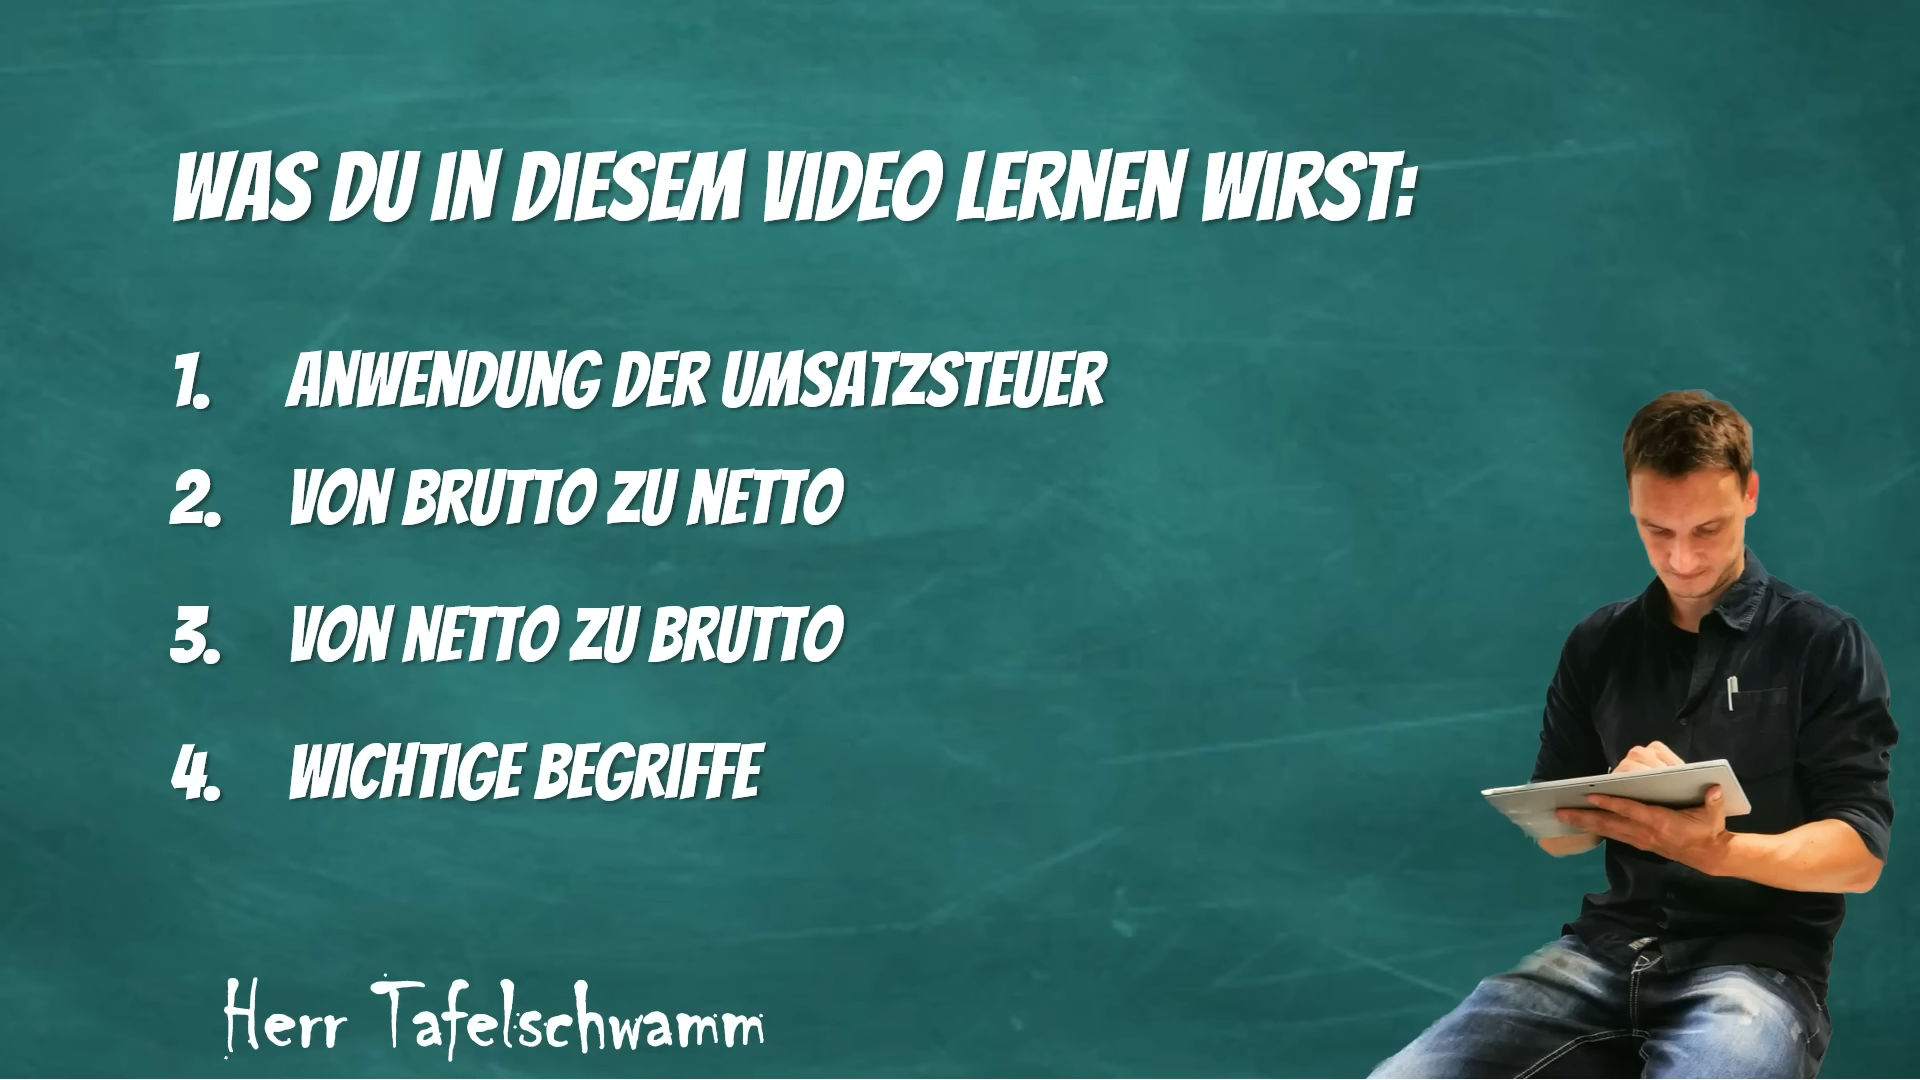 WAS DU IN DIESEM VIDEO LERNEN WIRST:
1. ANWENDUNG DER UMSATZSTEUER
2. VON BRUTTO ZU NETTO
3. VON NETTO ZU BRUTTO
4. WICHTIGE BEGRIFFE
Herr Tafelschwamm